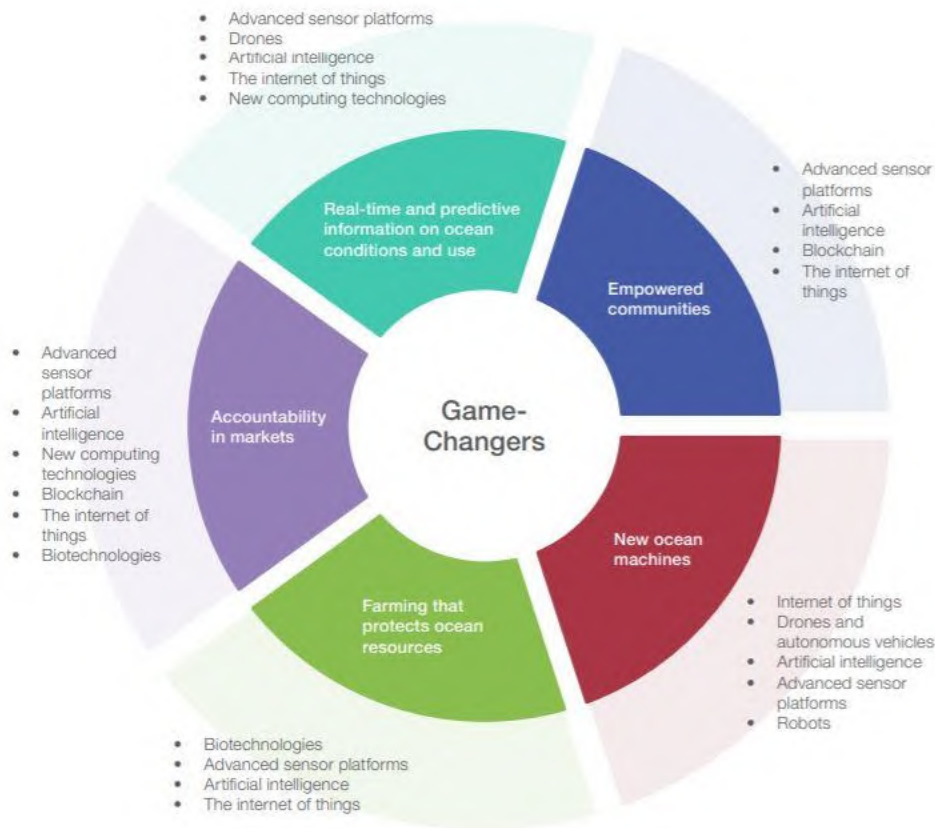 • Advanced sensor platforms
• Drones
• Artificial intelligence
• The internet of things
• New computing technologies
Real-time and predictive
information on ocean
conditions and use
• Advanced sensor
platforms
• Artificial
intelligence
• Blockchain
• The internet of
things
Empowered
communities
Game-
Changers
• Advanced
sensor
platforms
• Artificial
intelligence
• New computing
technologies
• Blockchain
• The internet of
things
• Biotechnologies
Accountability
in markets
New ocean
machines
• Internet of things
• Drones and
autonomous vehicles
• Artificial intelligence
• Advanced sensor
platforms
• Robots
Farming that
protects ocean
resources
• Biotechnologies
• Advanced sensor platforms
• Artificial intelligence
• The internet of things